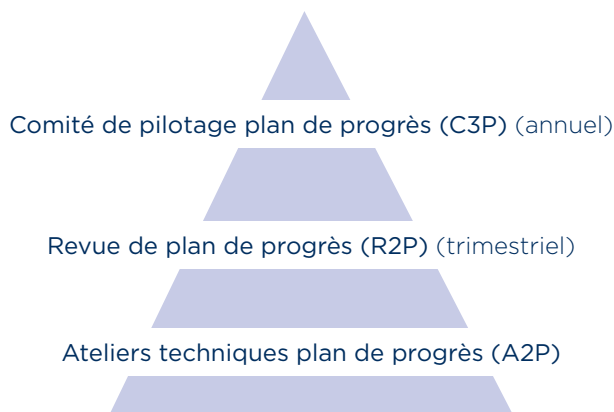 Comité de pilotage plan de progrès (C3P) (annuel)
Revue de plan de progrès (R2P) (trimestriel)
Ateliers techniques plan de progrès (A2P)